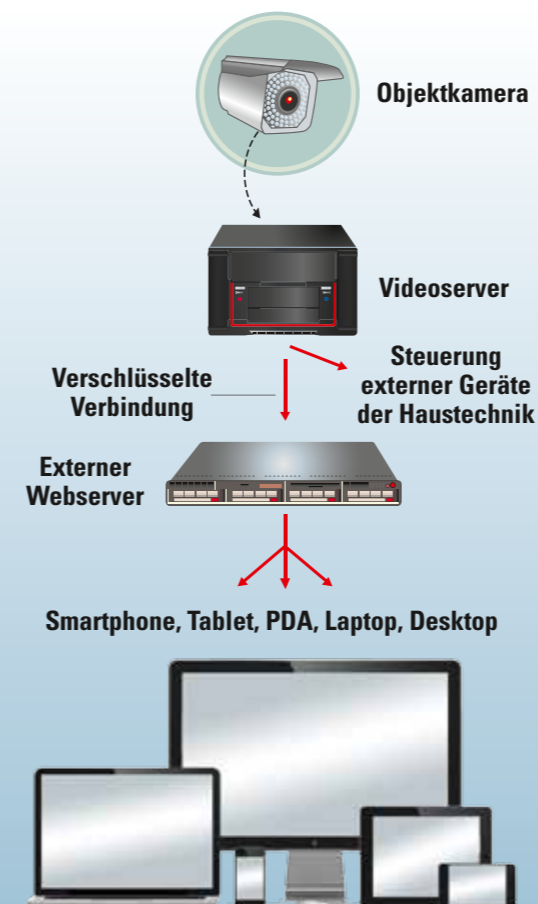 Objektkamera
Videoserver
Steuerung
externer Geräte
der Haustechnik
Verschlüsselte
Verbindung
Externer
Webserver
Smartphone, Tablet, PDA, Laptop, Desktop